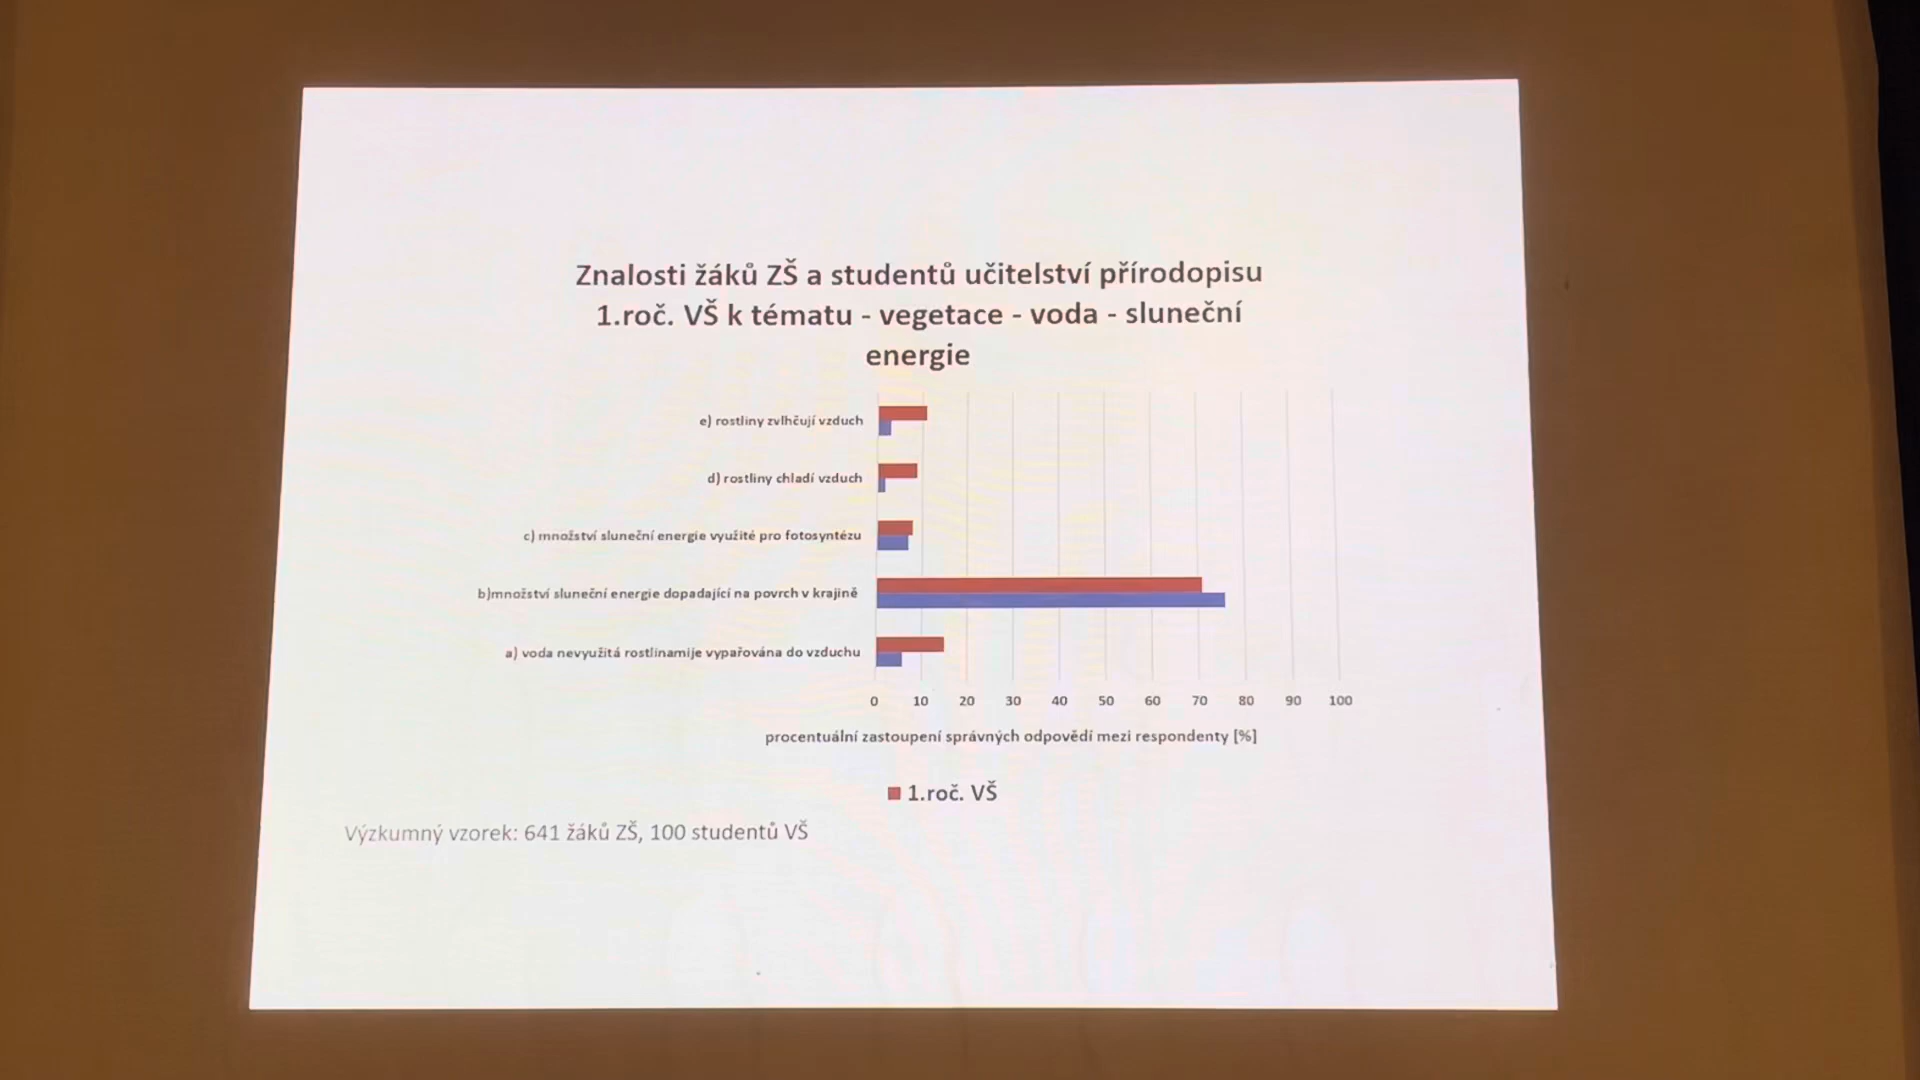 Znalosti žáků ZŠ a studentů učitelství přírodopisu
1.roč. VŠ k tématu - vegetace - voda - sluneční
energie
e) rostliny zvlhčují vzduch
d) rostliny chladí vzduch
c) množství sluneční energie využité pro fotosyntézu
b)množství sluneční energie dopadající na povrch v krajině
a) voda nevyužitá rostlinamije vypařována do vzduchu
0 10 20 30 40 50 60 70 80 90 100
procentuální zastoupení správných odpovědí mezi respondenty [%]
1.roč. VŠ
Výzkumný vzorek: 641 žáků ZŠ, 100 studentů VŠ